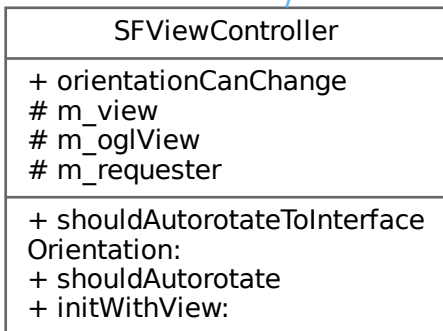 SFViewController
+ orientationCanChange
# m_view
# m_oglView
# m_requester
+ shouldAutorotateToInterface
Orientation:
+ shouldAutorotate
+ initWithView: